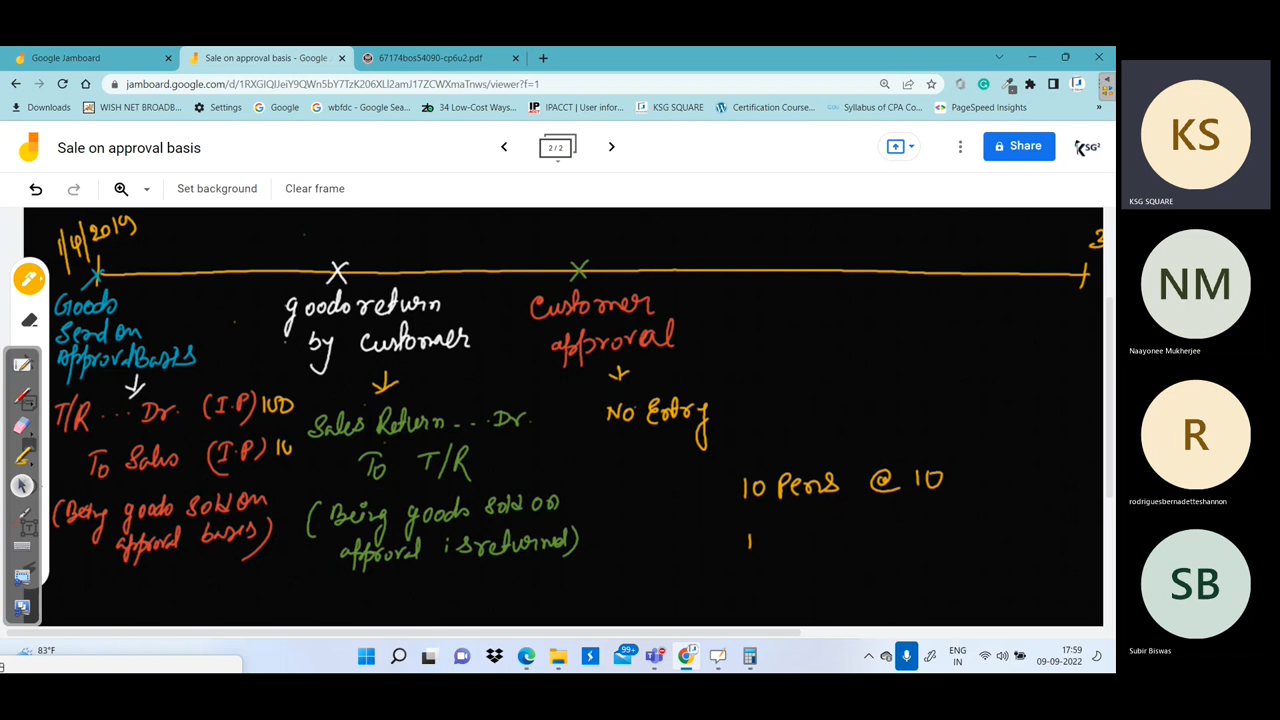 Google Jamboard
Sale on approval basis - Google
67174bos54090-cp6u2.pdf
jamboard.google.com/d/1RXGlQlJeiY9QWn5bY7TzK206XLl2amJ17ZCWXmaTnws/viewer?f=1
Downloads
WISH NET BROADB...
Settings
Google
wbfdc - Google Sea...
34 Low-Cost Ways...
IPACCT | User infor...
KSG SQUARE
Certification Course...
Syllabus of CPA Co...
PageSpeed Insights
»
Sale on approval basis
2 / 2
Share
KSG²
Set background
Clear frame
1/4/2019
3
Goods
Send on
Approval Basis
goods return
by customer
Customer
approval
T/R ... Dr. (I.P) 100
To Sales (I.P) 10
(Being goods sold on
approval basis)
Sales Return ... Dr.
To T/R
(Being goods sold on
approval is returned)
No Entry
10 Pens @ 10
1
KS
KSG SQUARE
NM
Naayonee Mukherjee
R
rodriguesbernadetteshannon
SB
Subir Biswas
83°F
99+
ENG
IN
17:59
09-09-2022